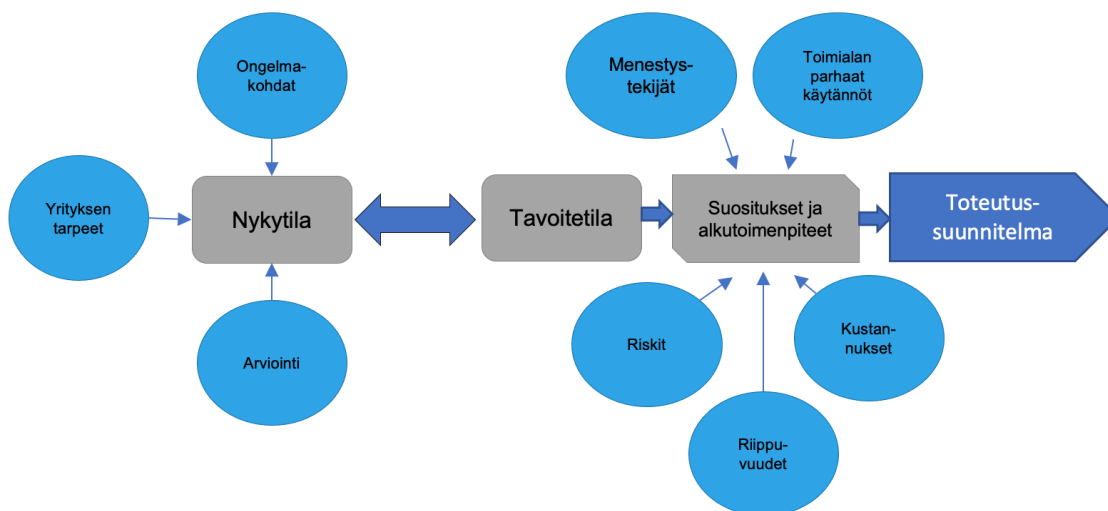 Ongelma-
kohdat
Menestys-
tekijät
Toimialan
parhaat
käytännöt
Yrityksen
tarpeet
Nykytila
Tavoitetila
Suositukset ja
alkutoimenpiteet
Toteutus-
suunnitelma
Arviointi
Riskit
Kustan-
nukset
Riippu-
vuudet